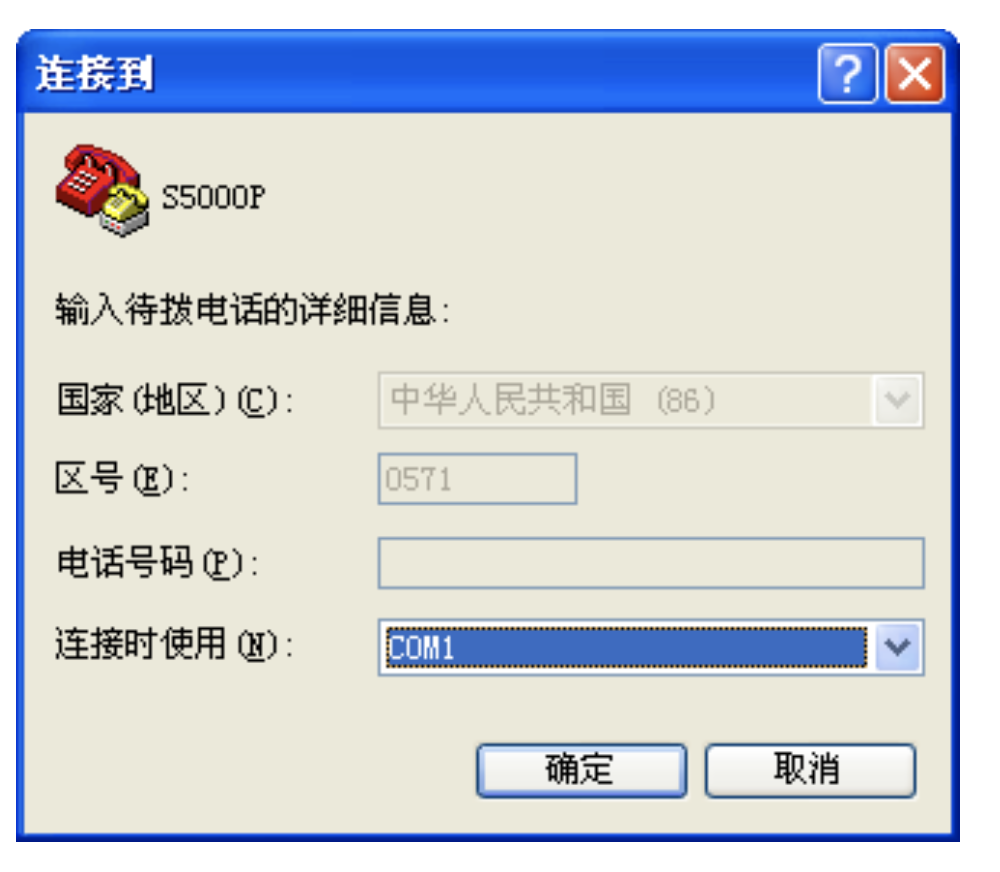 连接到
S5000P
输入待拨电话的详细信息:
国家(地区)(C): 中华人民共和国 (86)
区号(E): 0571
电话号码(P):
连接时使用(N): COM1
确定 取消